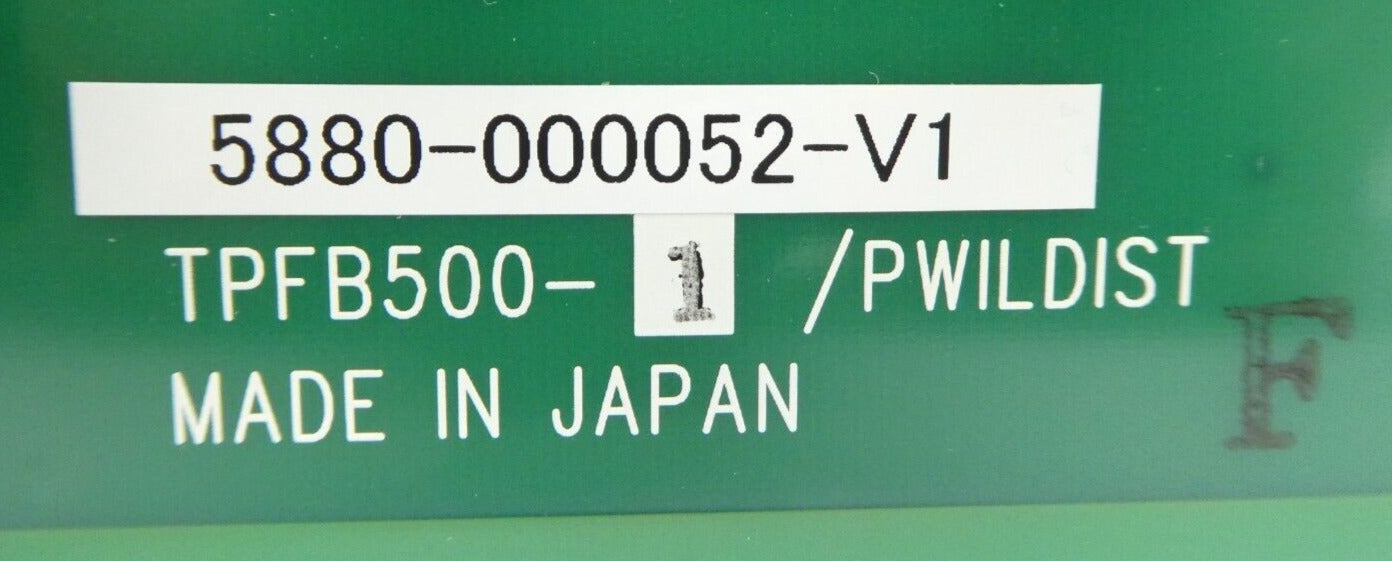 5880-000052-V1
TPFB500-1 /PWILDIST
MADE IN JAPAN
F